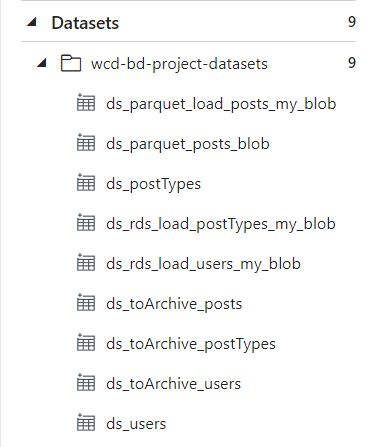 Datasets 9
wcd-bd-project-datasets 9
ds_parquet_load_posts_my_blob
ds_parquet_posts_blob
ds_postTypes
ds_rds_load_postTypes_my_blob
ds_rds_load_users_my_blob
ds_toArchive_posts
ds_toArchive_postTypes
ds_toArchive_users
ds_users